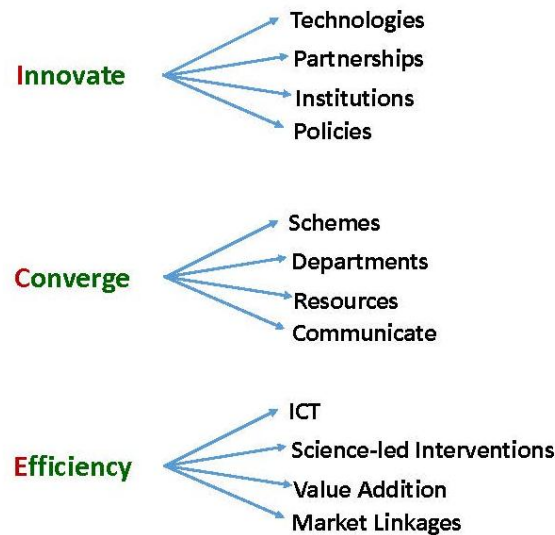 Technologies
Partnerships
Innovate
Institutions
Policies
Schemes
Departments
Converge
Resources
Communicate
ICT
Science-led Interventions
Efficiency
Value Addition
Market Linkages